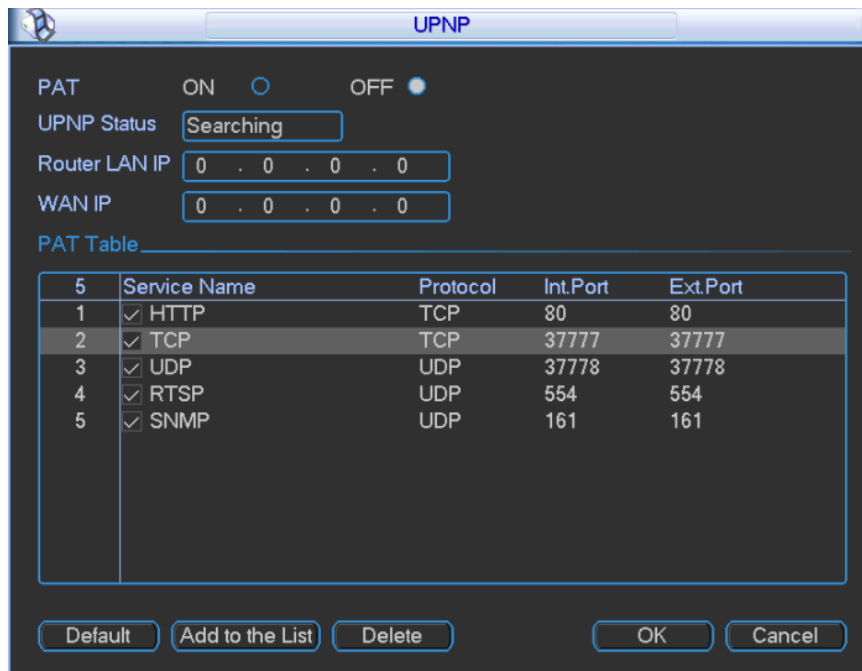 UPNP
PAT ON OFF
UPNP Status Searching
Router LAN IP 0 . 0 . 0 . 0
WAN IP 0 . 0 . 0 . 0
PAT Table
5 Service Name Protocol Int.Port Ext.Port
1 HTTP TCP 80 80
2 TCP TCP 37777 37777
3 UDP UDP 37778 37778
4 RTSP UDP 554 554
5 SNMP UDP 161 161
Default Add to the List Delete OK Cancel